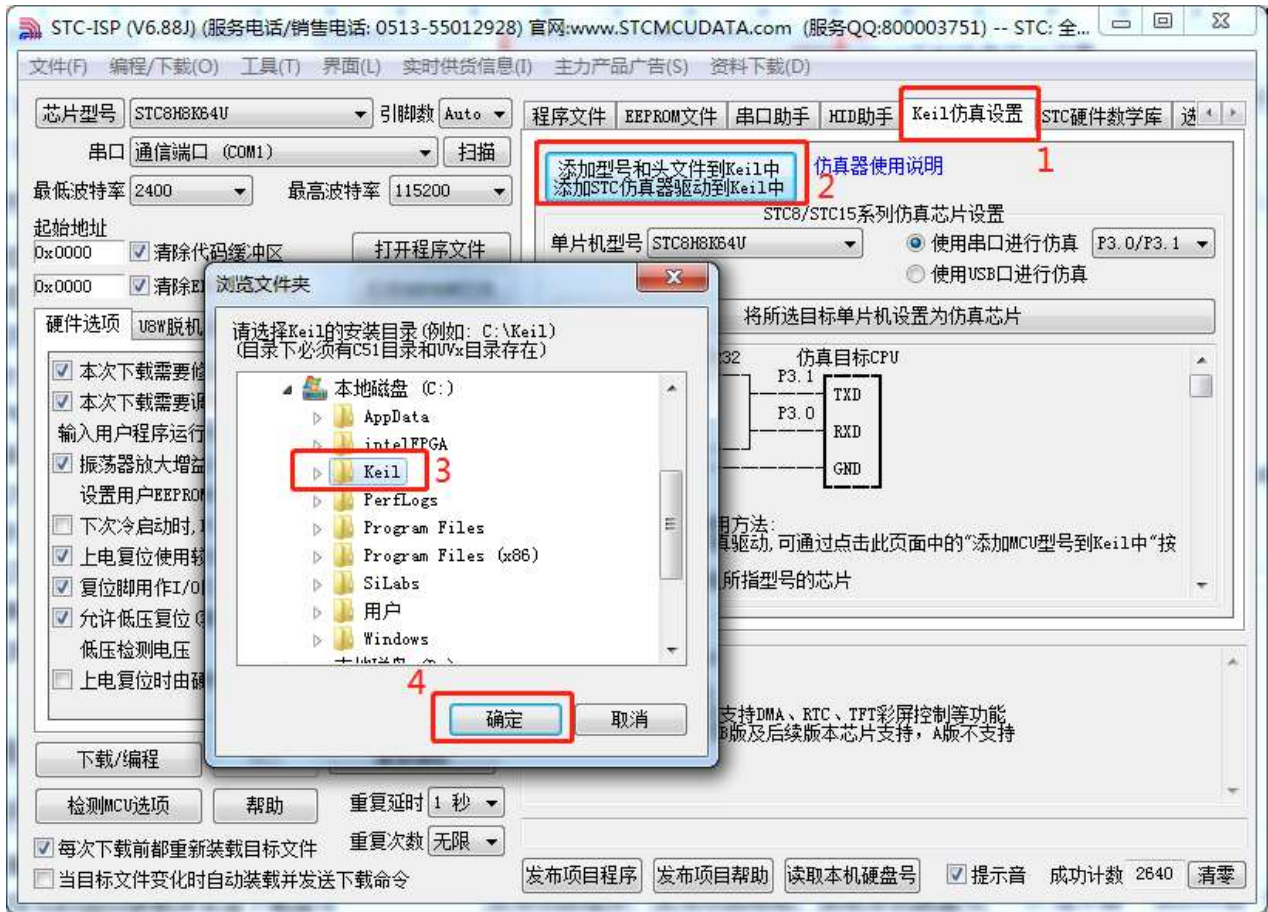 STC-ISP (V6.88J) (服务电话/销售电话: 0513-55012928) 官网:www.STCMCUDATA.com (服务QQ:800003751) -- STC: 全...
文件(F) 编程/下载(O) 工具(T) 界面(L) 实时供货信息(I) 主力产品广告(S) 资料下载(D)
芯片型号 STC8H8K64U 引脚数 Auto
串口 通信端口 (COM1) 扫描
最低波特率 2400 最高波特率 115200
起始地址
0x0000 清除代码缓冲区 打开程序文件
0x0000 清除E
硬件选项 U8W脱机
本次下载需要修
本次下载需要调
输入用户程序运行
振荡器放大增益
设置用户EEPROM
下次冷启动时,
上电复位使用较
复位脚用作I/O
允许低压复位
低压检测电压
上电复位时由硬
下载/编程
检测MCU选项 帮助 重复延时 1 秒
每次下载前都重新装载目标文件 重复次数 无限
当目标文件变化时自动装载并发送下载命令
程序文件 EEPROM文件 串口助手 HID助手 Keil仿真设置 STC硬件数学库 选
1
添加型号和头文件到Keil中
添加STC仿真器驱动到Keil中
2
仿真器使用说明
STC8/STC15系列仿真芯片设置
单片机型号 STC8H8K64U 使用串口进行仿真 P3.0/P3.1
使用USB口进行仿真
将所选目标单片机设置为仿真芯片
232 仿真目标CPU
P3.1 TXD
P3.0 RXD
GND
用方法:
真驱动,可通过点击此页面中的"添加MCU型号到Keil中"按
所指型号的芯片
支持DMA、RTC、TFT彩屏控制等功能
B版及后续版本芯片支持，A版不支持
发布项目程序 发布项目帮助 读取本机硬盘号 提示音 成功计数 2640 清零
浏览文件夹
请选择Keil的安装目录(例如: C:\Keil)
(目录下必须有C51目录和UVx目录存在)
本地磁盘 (C:)
AppData
intelFPGA
Keil
3
PerfLogs
Program Files
Program Files (x86)
SiLabs
用户
Windows
4
确定 取消